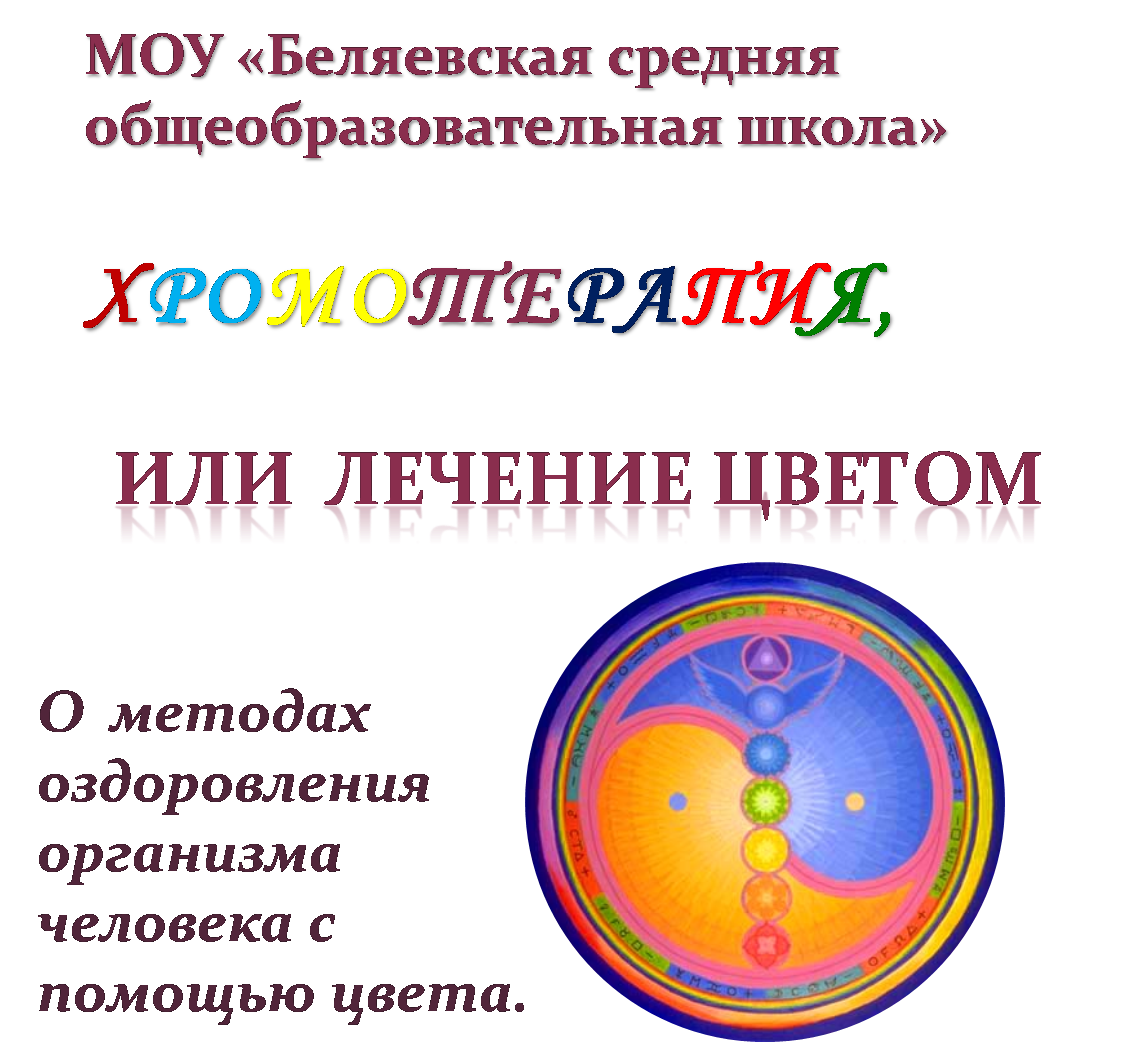 МОУ «Беляевская средняя
общеобразовательная школа»
ХРОМОТЕРАПИЯ,
ИЛИ ЛЕЧЕНИЕ ЦВЕТОМ
О методах
оздоровления
организма
человека с
помощью цвета.